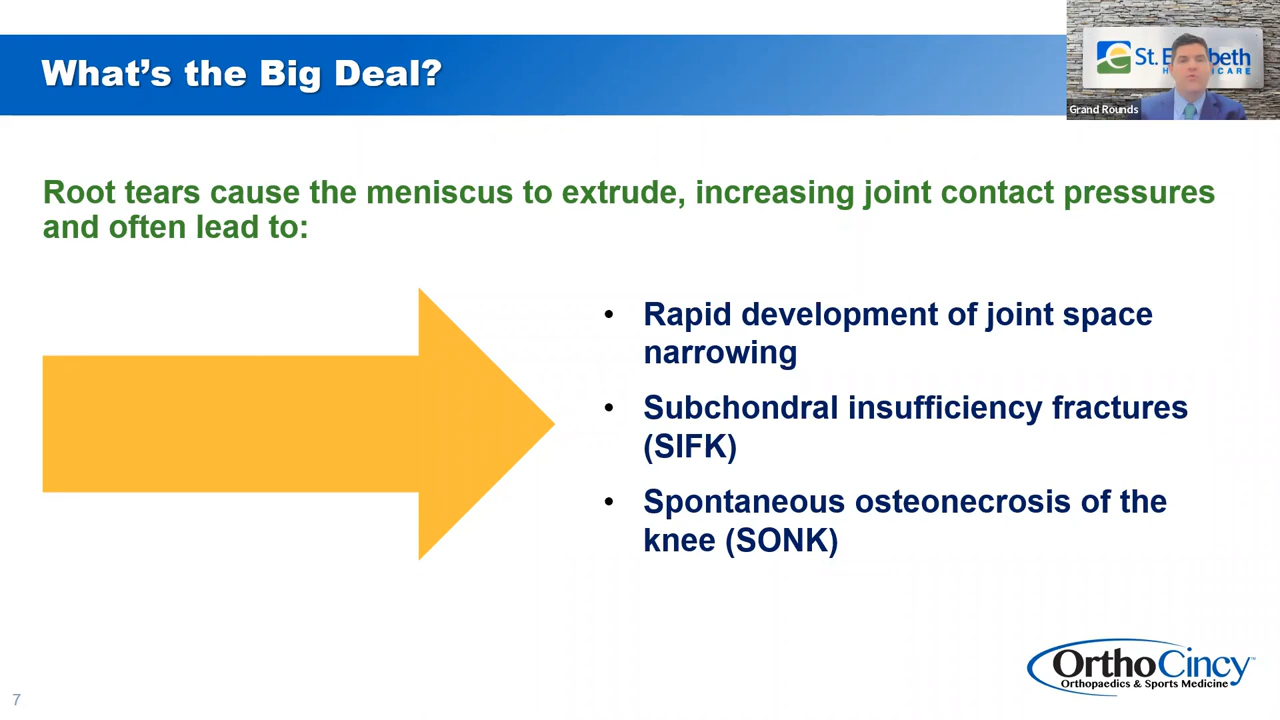 What's the Big Deal?
Grand Rounds
Root tears cause the meniscus to extrude, increasing joint contact pressures
and often lead to:
• Rapid development of joint space
narrowing
• Subchondral insufficiency fractures
(SIFK)
• Spontaneous osteonecrosis of the
knee (SONK)
OrthoCincy™
Orthopaedics & Sports Medicine
7